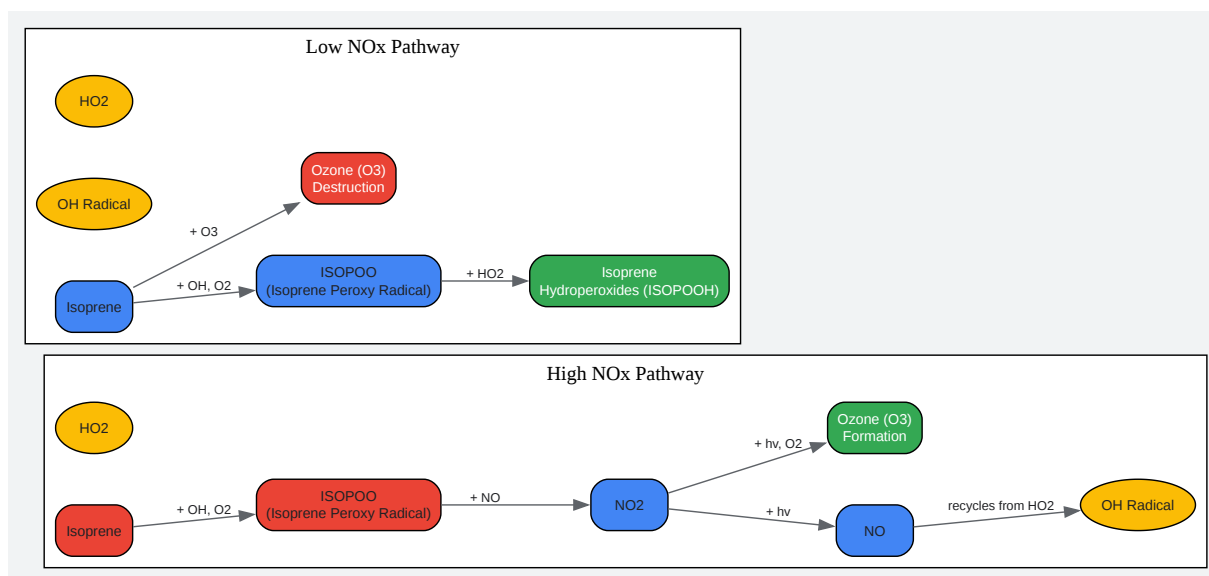 Low NOx Pathway
HO2
OH Radical
Ozone (O3)
Destruction
+ O3
Isoprene
+ OH, O2
ISOPOO
(Isoprene Peroxy Radical)
+ HO2
Isoprene
Hydroperoxides (ISOPOOH)
High NOx Pathway
HO2
Isoprene
+ OH, O2
ISOPOO
(Isoprene Peroxy Radical)
+ NO
NO2
+ hv, O2
Ozone (O3)
Formation
+ hv
NO
recycles from HO2
OH Radical